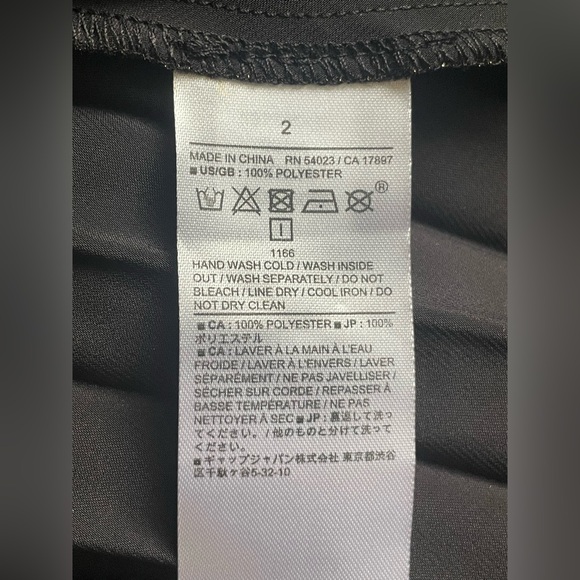 2
MADE IN CHINA RN 54023 / CA 17897
■ US/GB : 100% POLYESTER
®
1166
HAND WASH COLD / WASH INSIDE
OUT / WASH SEPARATELY / DO NOT
BLEACH / LINE DRY / COOL IRON / DO
NOT DRY CLEAN
■ CA : 100% POLYESTER ■ JP : 100%
ポリエステル
■ CA : LAVER À LA MAIN À L'EAU
FROIDE / LAVER À L'ENVERS / LAVER
SÉPARÉMENT / NE PAS JAVELLISER /
SÉCHER SUR CORDE / REPASSER À
BASSE TEMPÉRATURE / NE PAS
NETTOYER À SEC ■ JP : 裏返して洗っ
てください。/ 他のものと分けて洗って
ください。
■ ギャップジャパン株式会社 東京都渋谷
区千駄ヶ谷5-32-10